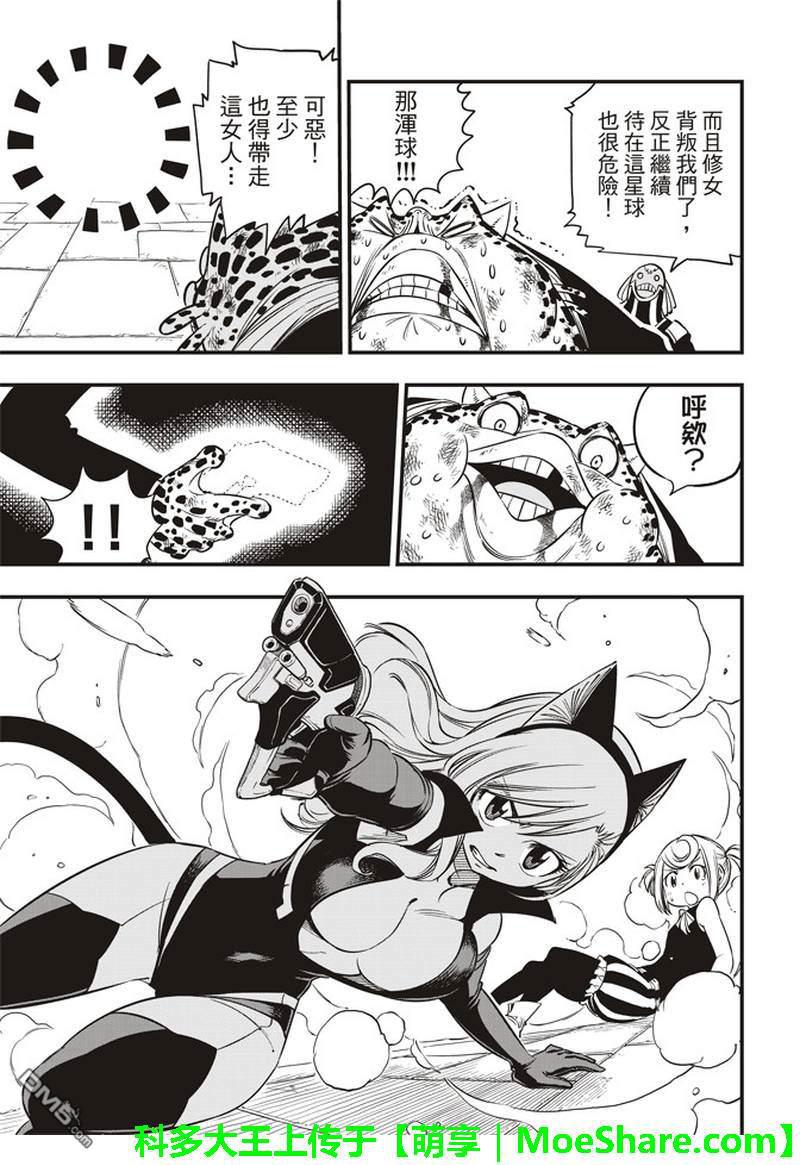 而且修女
背叛我們了，
反正繼續
待在這星球
也很危險！
那渾球!!!
可惡！
至少
也得帶走
這女人…
呼欸？
!!
DM5.com
科多大王上传于【萌享 | MoeShare.com】